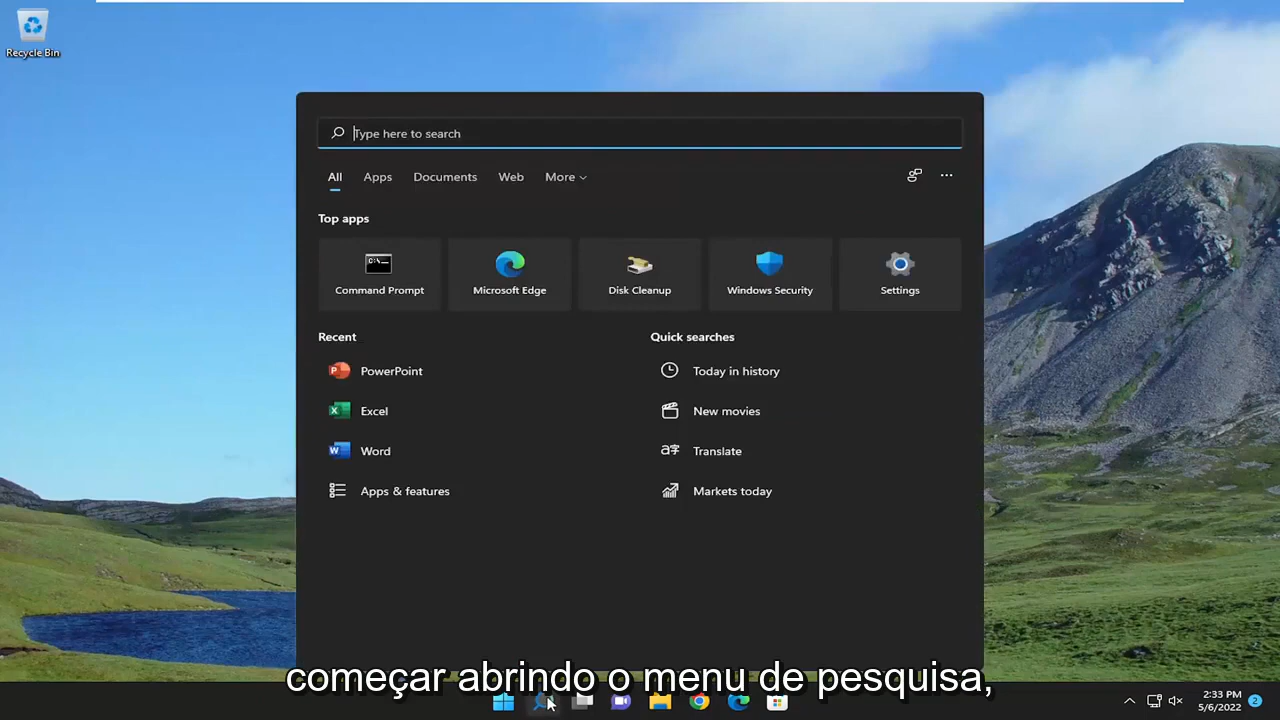 Recycle Bin
Type here to search
All Apps Documents Web More
Top apps
Command Prompt Microsoft Edge Disk Cleanup Windows Security Settings
Recent Quick searches
PowerPoint Today in history
Excel New movies
Word Translate
Apps & features Markets today
começar abrindo o menu de pesquisa,
2:33 PM
5/6/2022 2